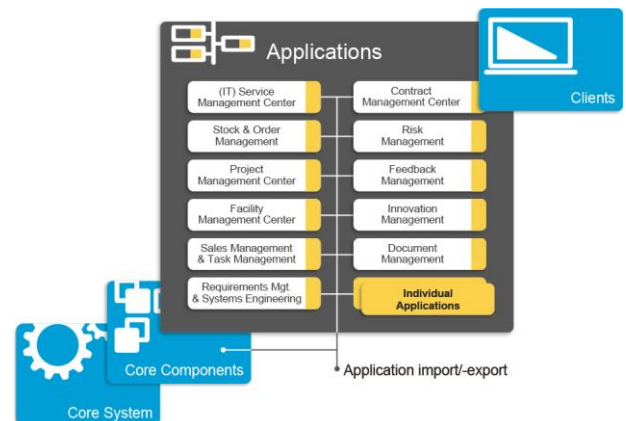 Applications
Clients
(IT) Service
Management Center
Contract
Management Center
Stock & Order
Management
Risk
Management
Project
Management Center
Feedback
Management
Facility
Management Center
Innovation
Management
Sales Management
& Task Management
Document
Management
Requirements Mgt.
& Systems Engineering
Individual
Applications
Core Components
Application import/-export
Core System